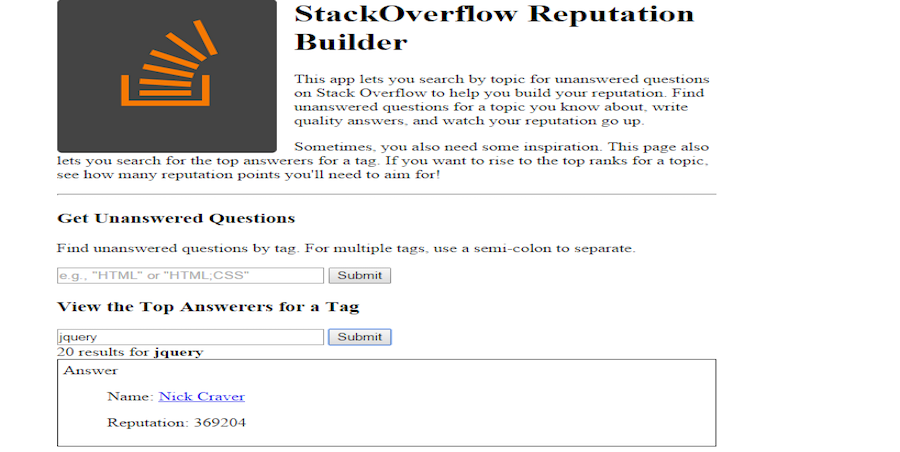 StackOverflow Reputation
Builder
This app lets you search by topic for unanswered questions
on Stack Overflow to help you build your reputation. Find
unanswered questions for a topic you know about, write
quality answers, and watch your reputation go up.
Sometimes, you also need some inspiration. This page also
lets you search for the top answerers for a tag. If you want to rise to the top ranks for a topic,
see how many reputation points you'll need to aim for!
Get Unanswered Questions
Find unanswered questions by tag. For multiple tags, use a semi-colon to separate.
e.g., "HTML" or "HTML;CSS" Submit
View the Top Answerers for a Tag
jquery Submit
20 results for jquery
Answer
Name: Nick Craver
Reputation: 369204